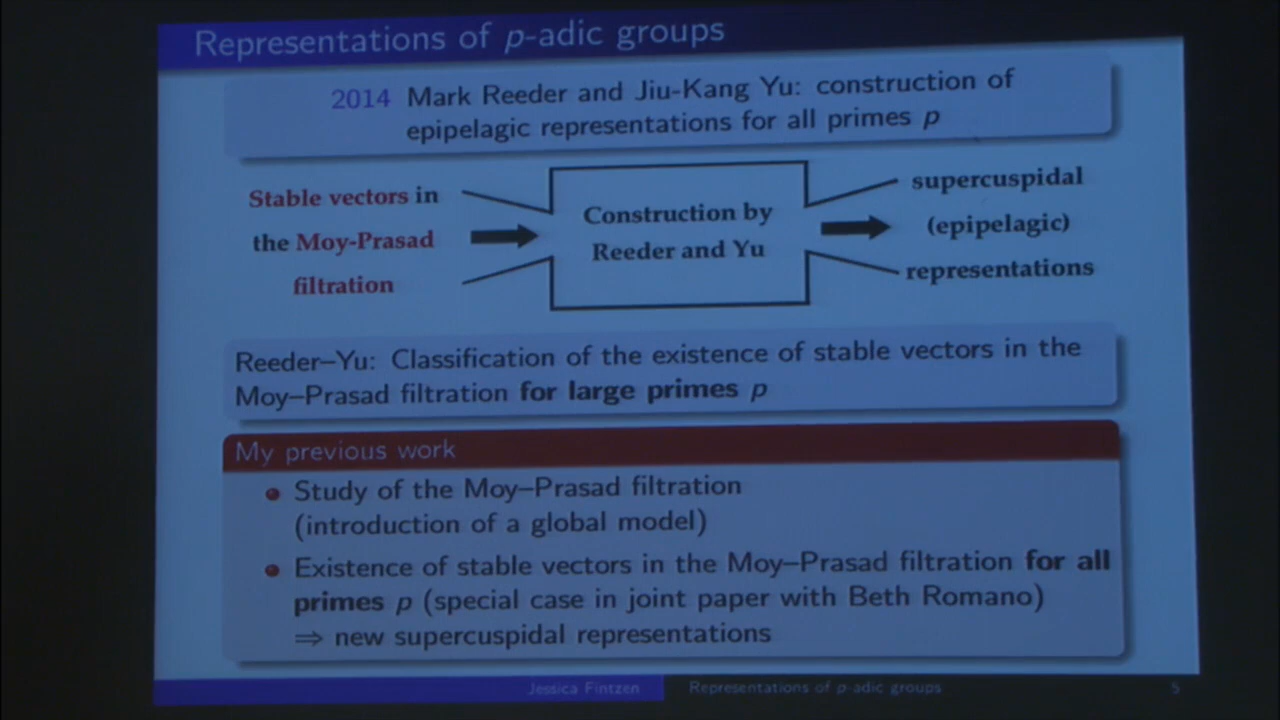 Representations of p-adic groups
2014 Mark Reeder and Jiu-Kang Yu: construction of
epipelagic representations for all primes p
Stable vectors in
the Moy-Prasad
filtration
Construction by
Reeder and Yu
supercuspidal
(epipelagic)
representations
Reeder–Yu: Classification of the existence of stable vectors in the
Moy–Prasad filtration for large primes p
My previous work
• Study of the Moy–Prasad filtration
(introduction of a global model)
• Existence of stable vectors in the Moy–Prasad filtration for all
primes p (special case in joint paper with Beth Romano)
⇒ new supercuspidal representations
Jessica Fintzen Representations of p-adic groups 5